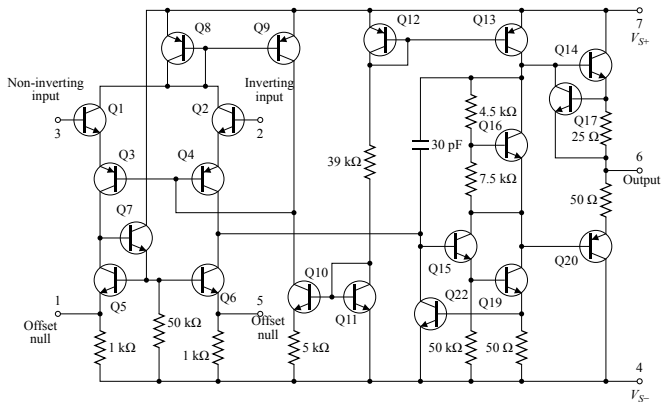 Q8
Q9
Q12
Q13
7
V_S+
Q14
Non-inverting
input
Inverting
input
Q1
Q2
3
2
4.5 kΩ
Q16
Q17
25 Ω
30 pF
39 kΩ
Q3
Q4
7.5 kΩ
6
Output
50 Ω
Q7
Q15
Q20
Q10
Q11
Q22
Q19
1
Q5
Q6
5
Offset
null
50 kΩ
Offset
null
1 kΩ
1 kΩ
5 kΩ
50 kΩ
50 Ω
4
V_S−